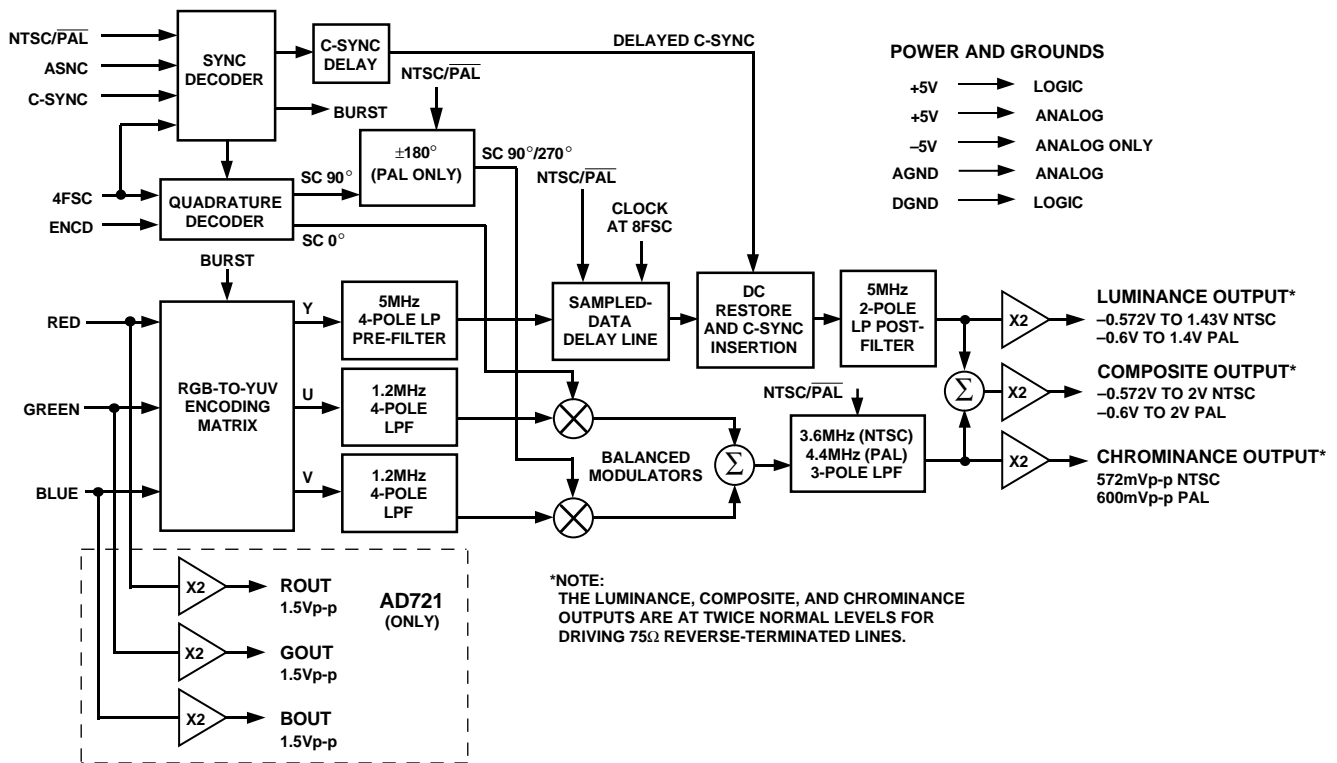 NTSC/PAL
ASNC
C-SYNC
SYNC
DECODER
C-SYNC
DELAY
DELAYED C-SYNC
NTSC/PAL
BURST
±180°
(PAL ONLY)
SC 90°/270°
4FSC
ENCD
QUADRATURE
DECODER
SC 90°
SC 0°
NTSC/PAL
CLOCK
AT 8FSC
POWER AND GROUNDS
+5V LOGIC
+5V ANALOG
–5V ANALOG ONLY
AGND ANALOG
DGND LOGIC
BURST
RED
GREEN
BLUE
RGB-TO-YUV
ENCODING
MATRIX
Y
U
V
5MHz
4-POLE LP
PRE-FILTER
1.2MHz
4-POLE
LPF
1.2MHz
4-POLE
LPF
SAMPLED-
DATA
DELAY LINE
DC
RESTORE
AND C-SYNC
INSERTION
5MHz
2-POLE
LP POST-
FILTER
BALANCED
MODULATORS
Σ
NTSC/PAL
3.6MHz (NTSC)
4.4MHz (PAL)
3-POLE LPF
Σ
X2
LUMINANCE OUTPUT*
–0.572V TO 1.43V NTSC
–0.6V TO 1.4V PAL
X2
COMPOSITE OUTPUT*
–0.572V TO 2V NTSC
–0.6V TO 2V PAL
X2
CHROMINANCE OUTPUT*
572mVp-p NTSC
600mVp-p PAL
X2
ROUT
1.5Vp-p
X2
GOUT
1.5Vp-p
X2
BOUT
1.5Vp-p
AD721
(ONLY)
*NOTE:
THE LUMINANCE, COMPOSITE, AND CHROMINANCE
OUTPUTS ARE AT TWICE NORMAL LEVELS FOR
DRIVING 75Ω REVERSE-TERMINATED LINES.